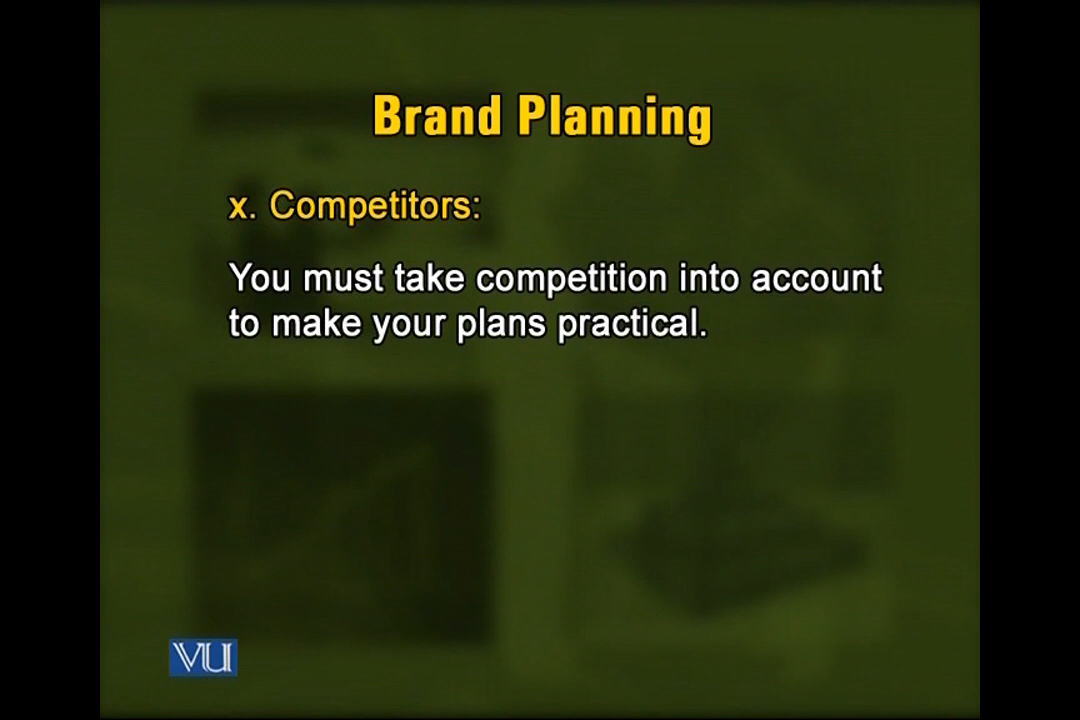 Brand Planning
x. Competitors:
You must take competition into account
to make your plans practical.
VU